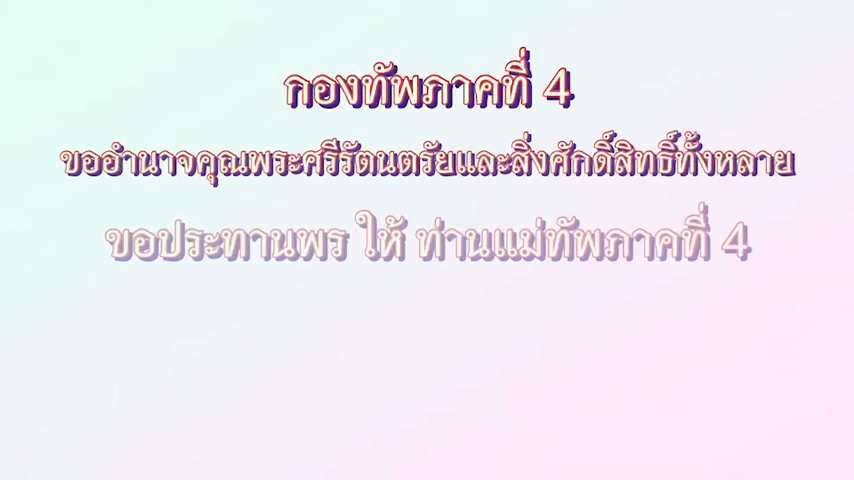 กองทัพภาคที่ 4
ขออำนาจคุณพระศรีรัตนตรัยและสิ่งศักดิ์สิทธิ์ทั้งหลาย
ขอประทานพร ให้ ท่านแม่ทัพภาคที่ 4